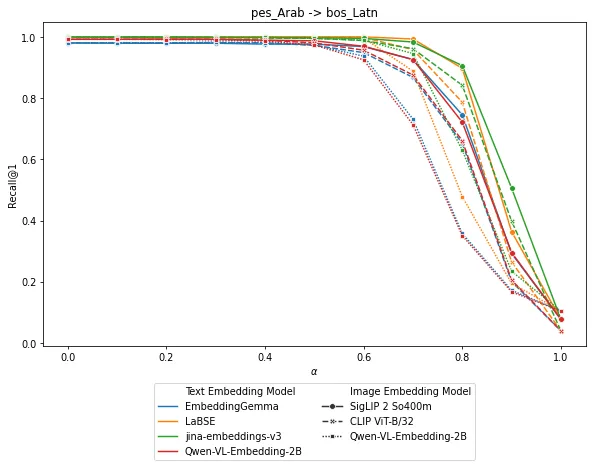 pes_Arab -> bos_Latn
Recall@1
1.0
0.8
0.6
0.4
0.2
0.0
0.0 0.2 0.4 0.6 0.8 1.0
α
Text Embedding Model
EmbeddingGemma
LaBSE
jina-embeddings-v3
Qwen-VL-Embedding-2B
Image Embedding Model
SigLIP 2 So400m
CLIP ViT-B/32
Qwen-VL-Embedding-2B